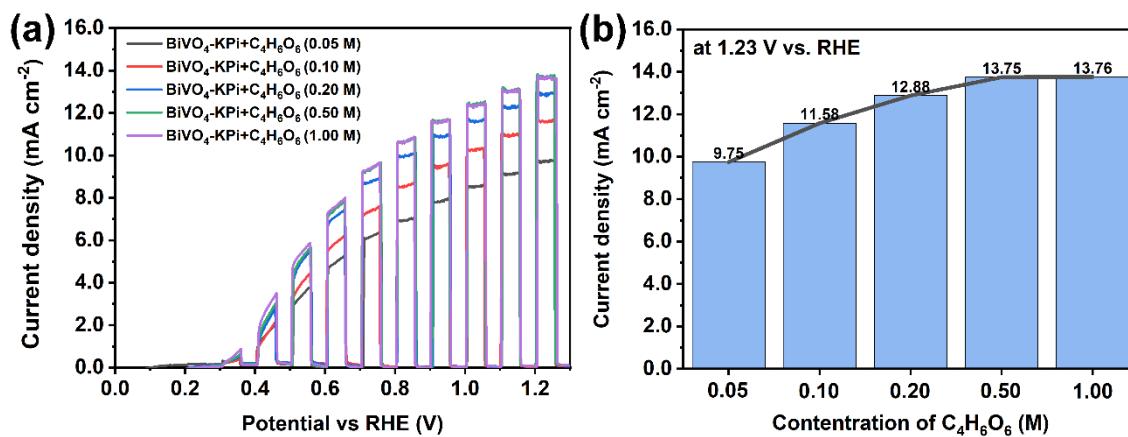 (a)
16.0
14.0
12.0
10.0
8.0
6.0
4.0
2.0
0.0
Current density (mA cm⁻²)
BiVO₄-KPi+C₄H₆O₆ (0.05 M)
BiVO₄-KPi+C₄H₆O₆ (0.10 M)
BiVO₄-KPi+C₄H₆O₆ (0.20 M)
BiVO₄-KPi+C₄H₆O₆ (0.50 M)
BiVO₄-KPi+C₄H₆O₆ (1.00 M)
0.0 0.2 0.4 0.6 0.8 1.0 1.2
Potential vs RHE (V)
(b)
16.0
14.0
12.0
10.0
8.0
6.0
4.0
2.0
0.0
Current density (mA cm⁻²)
at 1.23 V vs. RHE
9.75
11.58
12.88
13.75
13.76
0.05 0.10 0.20 0.50 1.00
Contentration of C₄H₆O₆ (M)